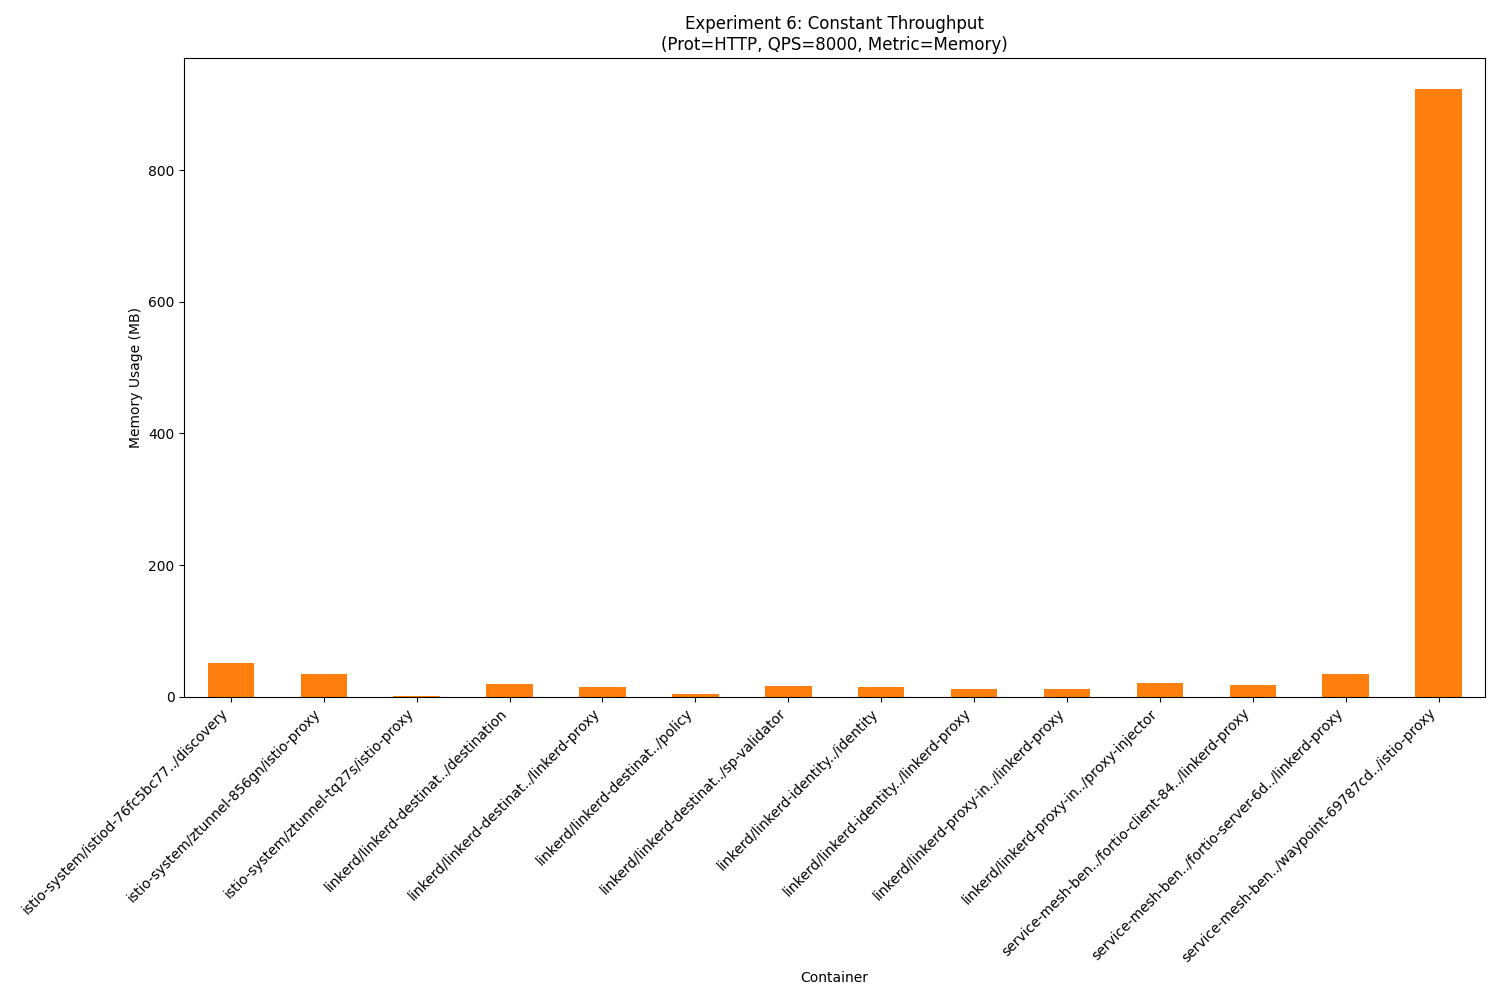 Experiment 6: Constant Throughput
(Prot=HTTP, QPS=8000, Metric=Memory)
Memory Usage (MB)
800
600
400
200
0
istio-system/istiod-76fc5bc77../discovery
istio-system/ztunnel-856gn/istio-proxy
istio-system/ztunnel-tq27s/istio-proxy
linkerd/linkerd-destinat../destination
linkerd/linkerd-destinat../linkerd-proxy
linkerd/linkerd-destinat../policy
linkerd/linkerd-destinat../sp-validator
linkerd/linkerd-identity../identity
linkerd/linkerd-identity../linkerd-proxy
linkerd/linkerd-proxy-in../linkerd-proxy
linkerd/linkerd-proxy-in../proxy-injector
service-mesh-ben../fortio-client-84../linkerd-proxy
service-mesh-ben../fortio-server-6d../linkerd-proxy
service-mesh-ben../waypoint-69787cd../istio-proxy
Container